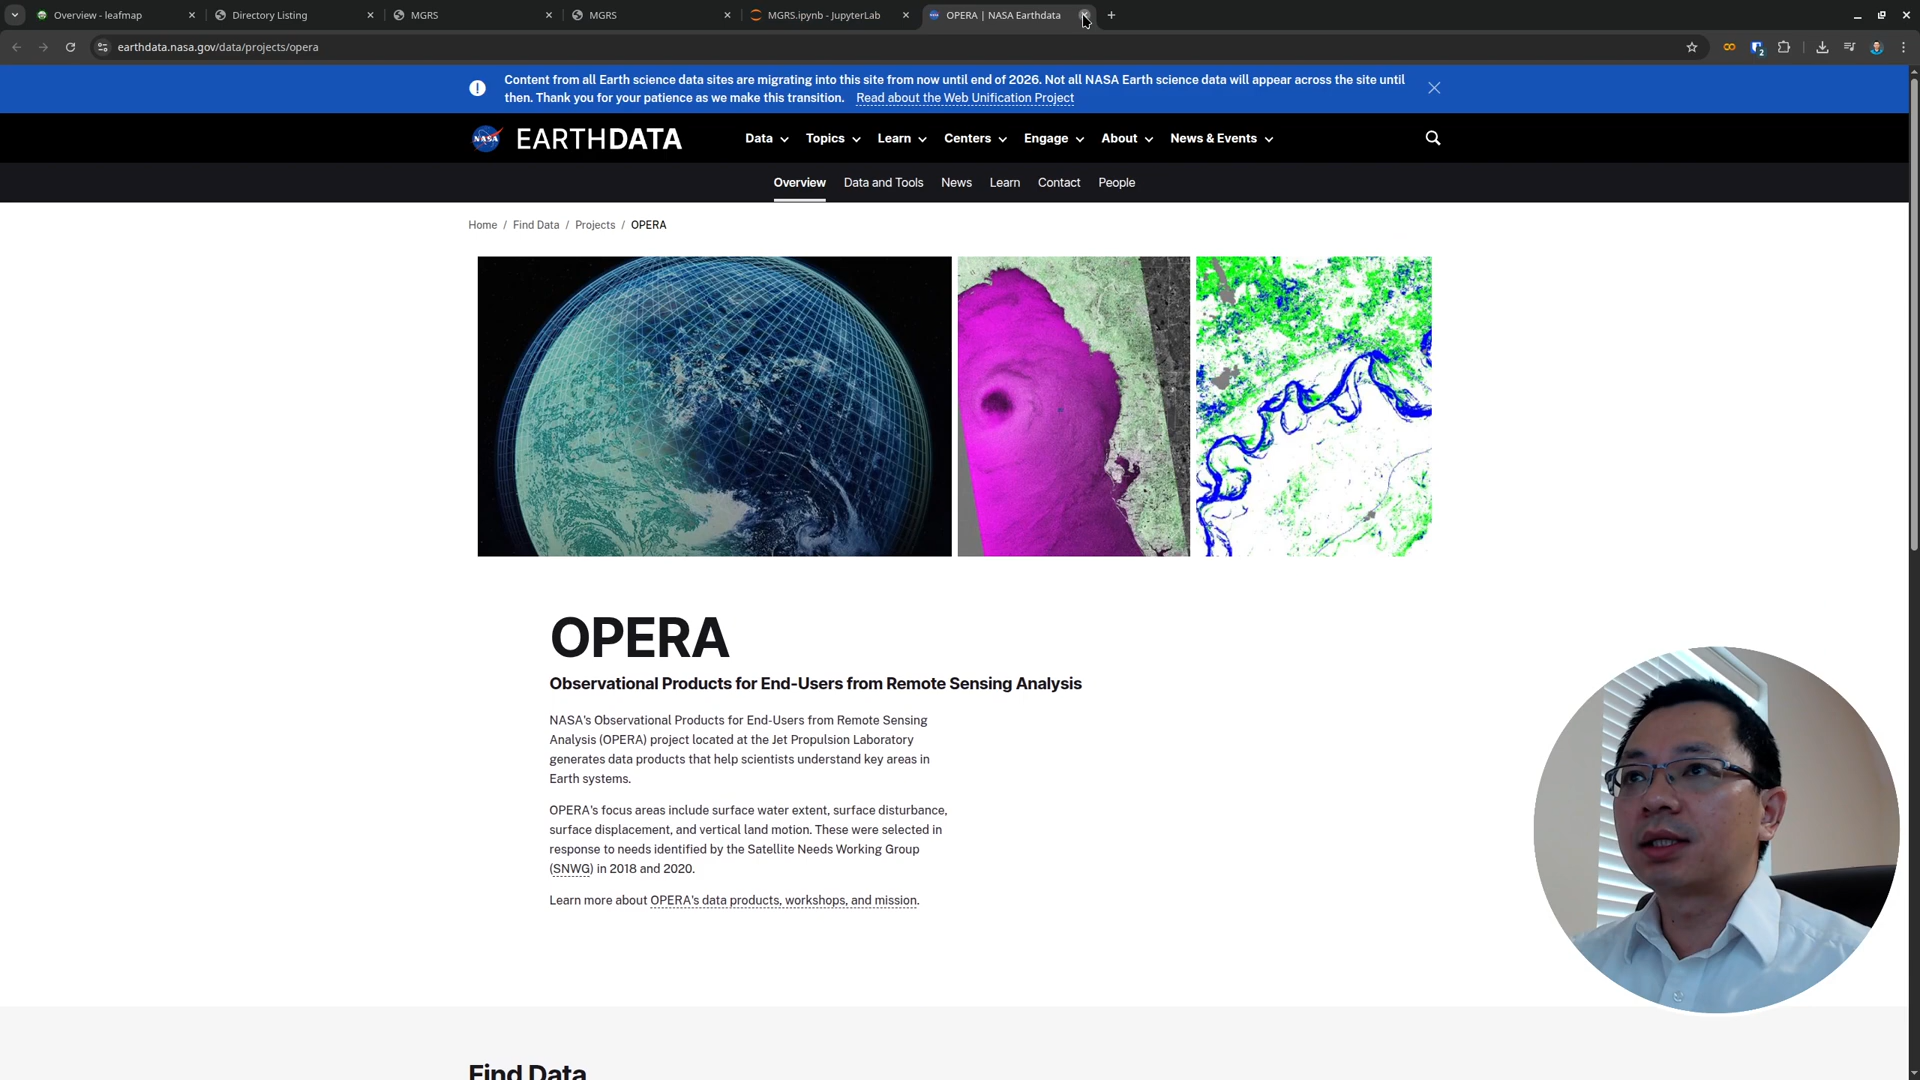 Overview - leafmap
Directory Listing
MGRS
MGRS
MGRS.ipynb - JupyterLab
OPERA | NASA Earthdata
earthdata.nasa.gov/data/projects/opera
2
Content from all Earth science data sites are migrating into this site from now until end of 2026. Not all NASA Earth science data will appear across the site until
then. Thank you for your patience as we make this transition. Read about the Web Unification Project
NASA EARTHDATA
Data Topics Learn Centers Engage About News & Events
Overview Data and Tools News Learn Contact People
Home / Find Data / Projects / OPERA
OPERA
Observational Products for End-Users from Remote Sensing Analysis
NASA's Observational Products for End-Users from Remote Sensing
Analysis (OPERA) project located at the Jet Propulsion Laboratory
generates data products that help scientists understand key areas in
Earth systems.
OPERA's focus areas include surface water extent, surface disturbance,
surface displacement, and vertical land motion. These were selected in
response to needs identified by the Satellite Needs Working Group
(SNWG) in 2018 and 2020.
Learn more about OPERA's data products, workshops, and mission.
Find Data